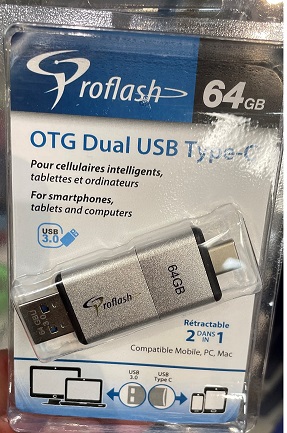 Proflash 64GB
OTG Dual USB Type-C
Pour cellulaires intelligents,
tablettes et ordinateurs
For smartphones,
tablets and computers
USB
3.0
Proflash 64GB
Rétractable
2 DANS IN 1
Compatible Mobile, PC, Mac
USB
3.0
USB
Type C